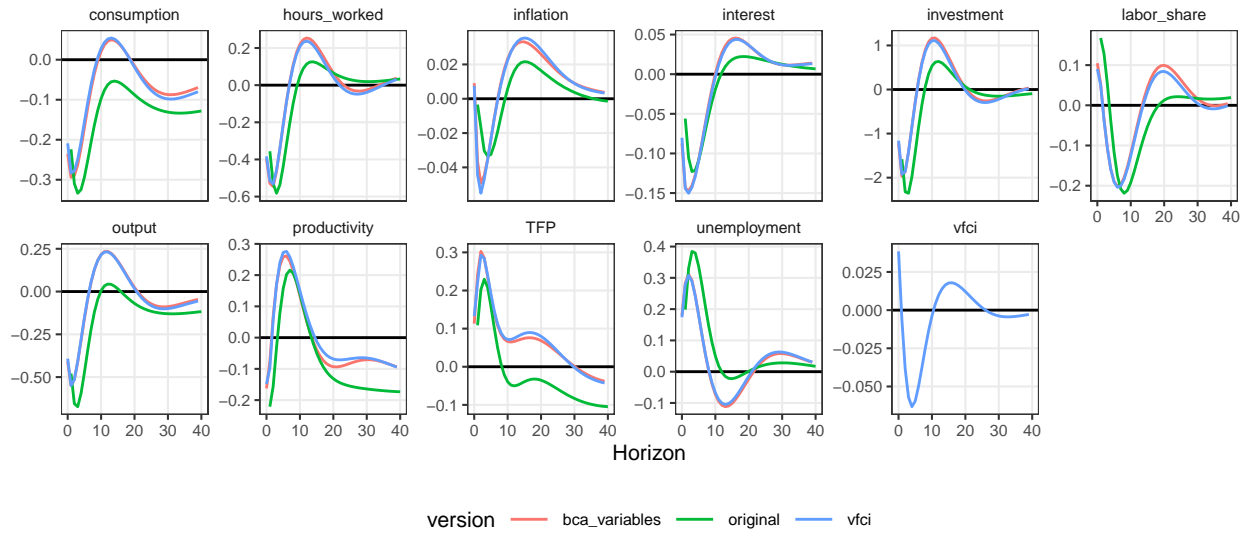 consumption hours_worked inflation interest investment labor_share
0.0 −0.1 −0.2 −0.3
0.2 0.0 −0.2 −0.4 −0.6
0.02 0.00 −0.02 −0.04
0.05 0.00 −0.05 −0.10 −0.15
1 0 −1 −2
0.1 0.0 −0.1 −0.2
0 10 20 30 40
output productivity TFP unemployment vfci
0.25 0.00 −0.25 −0.50
0.3 0.2 0.1 0.0 −0.1 −0.2
0.3 0.2 0.1 0.0 −0.1
0.4 0.3 0.2 0.1 0.0 −0.1
0.025 0.000 −0.025 −0.050
0 10 20 30 40 0 10 20 30 40 0 10 20 30 40 0 10 20 30 40 0 10 20 30 40
Horizon
version bca_variables original vfci